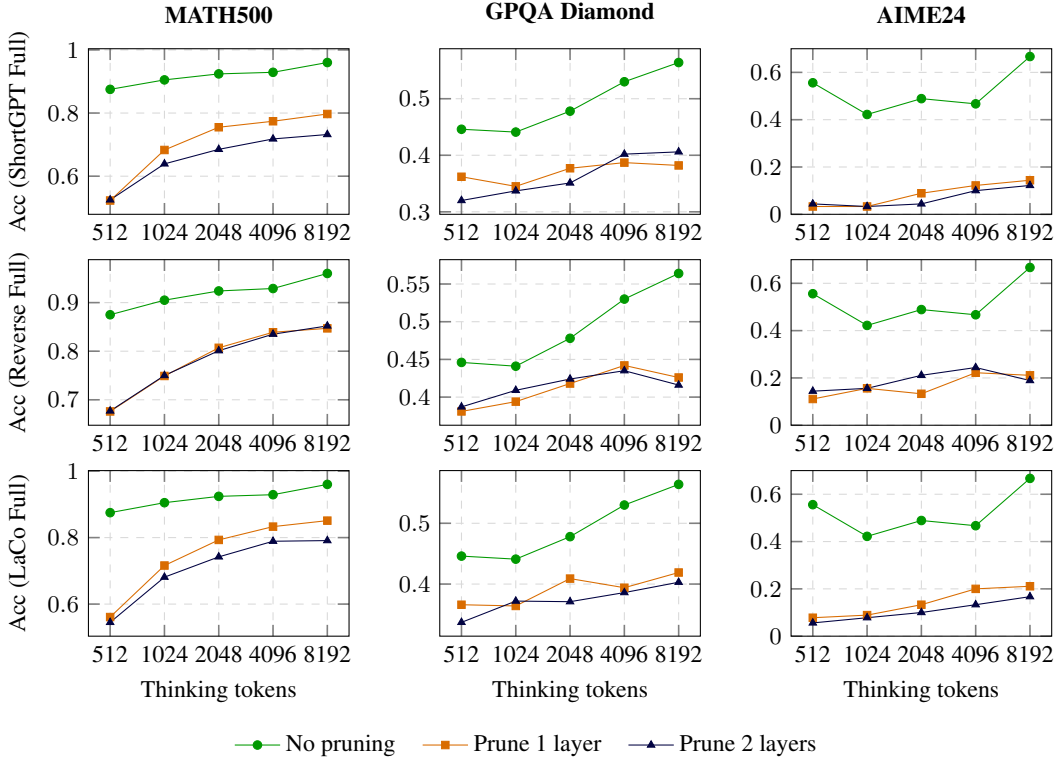 MATH500
GPQA Diamond
AIME24
Acc (ShortGPT Full)
1
0.8
0.6
512 1024 2048 4096 8192
0.5
0.4
0.3
512 1024 2048 4096 8192
0.6
0.4
0.2
0
512 1024 2048 4096 8192
Acc (Reverse Full)
0.9
0.8
0.7
512 1024 2048 4096 8192
0.55
0.5
0.45
0.4
512 1024 2048 4096 8192
0.6
0.4
0.2
0
512 1024 2048 4096 8192
Acc (LaCo Full)
1
0.8
0.6
512 1024 2048 4096 8192
Thinking tokens
0.5
0.4
512 1024 2048 4096 8192
Thinking tokens
0.6
0.4
0.2
0
512 1024 2048 4096 8192
Thinking tokens
No pruning
Prune 1 layer
Prune 2 layers